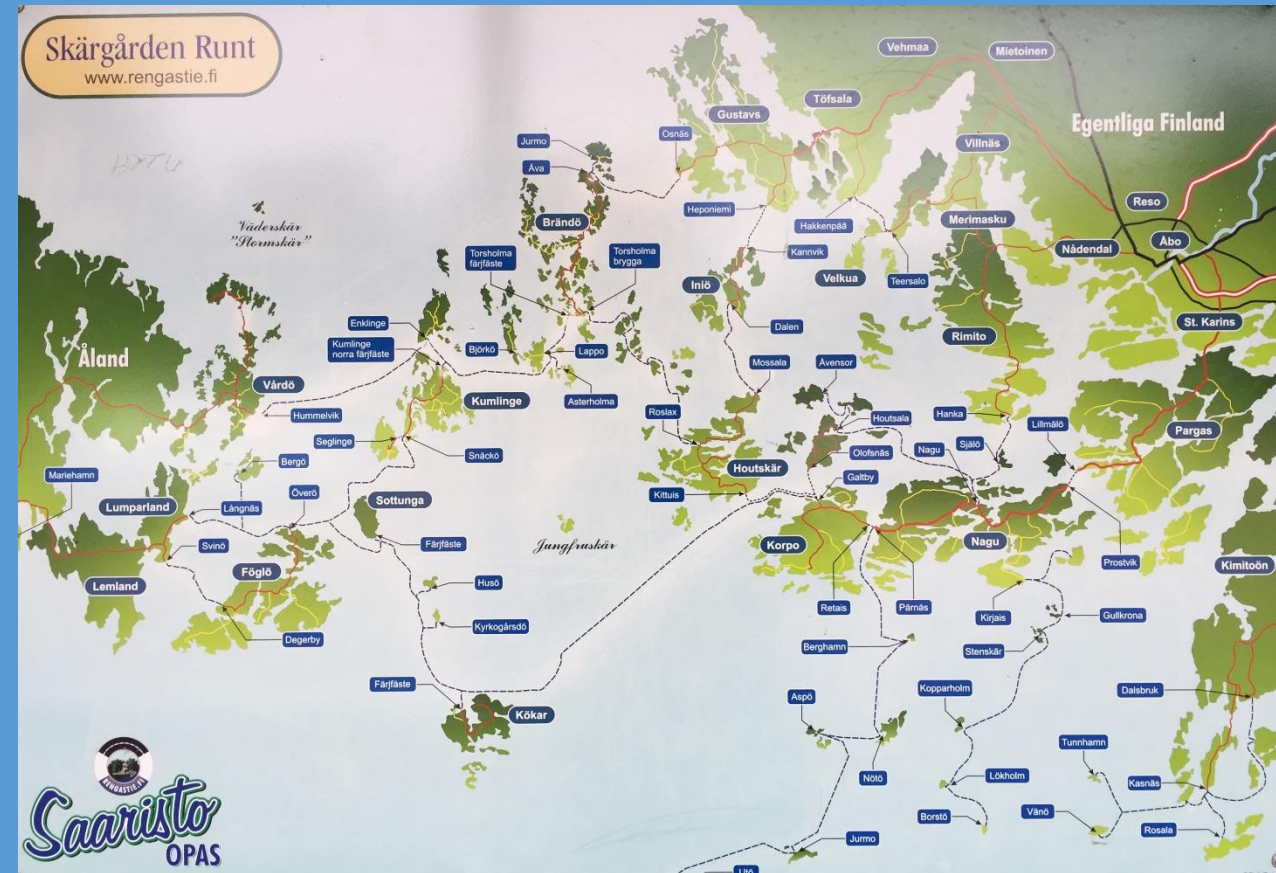 Skärgården Runt
www.rengastie.fi
Vehmaa
Mietoinen
Töfsala
Gustavs
Egentliga Finland
Osnäs
Jurmo
Åva
Villnäs
Reso
Åbo
Heponiemi
Brändö
Hakkenpää
Merimasku
Nådendal
Väderskär
"Stormskär"
Torsholma
färjfäste
Torsholma
brygga
Kannvik
Iniö
Velkua
Teersalo
St. Karins
Enklinge
Kumlinge
norra färjfäste
Björkö
Lappo
Dalen
Rimito
Åland
Vårdö
Kumlinge
Asterholma
Mossala
Åvensor
Hummelvik
Roslax
Houtsala
Hanka
Lillmälö
Pargas
Seglinge
Snäckö
Nagu
Själö
Bergö
Mariehamn
Houtskär
Olofsnäs
Galtby
Lumparland
Långnäs
Överö
Sottunga
Kittuis
Svinö
Färjfäste
Jungfruskär
Korpo
Nagu
Prostvik
Kimitoön
Lemland
Föglö
Husö
Retais
Pärnäs
Kirjais
Gullkrona
Degerby
Kyrkogårsdö
Berghamn
Stenskär
Färjfäste
Kökar
Aspö
Kopparholm
Dalsbruk
Tunnhamn
Nötö
Lökholm
Kasnäs
RENGASTIE.FI
Saaristo
OPAS
Borstö
Vänö
Rosala
Jurmo
Utö